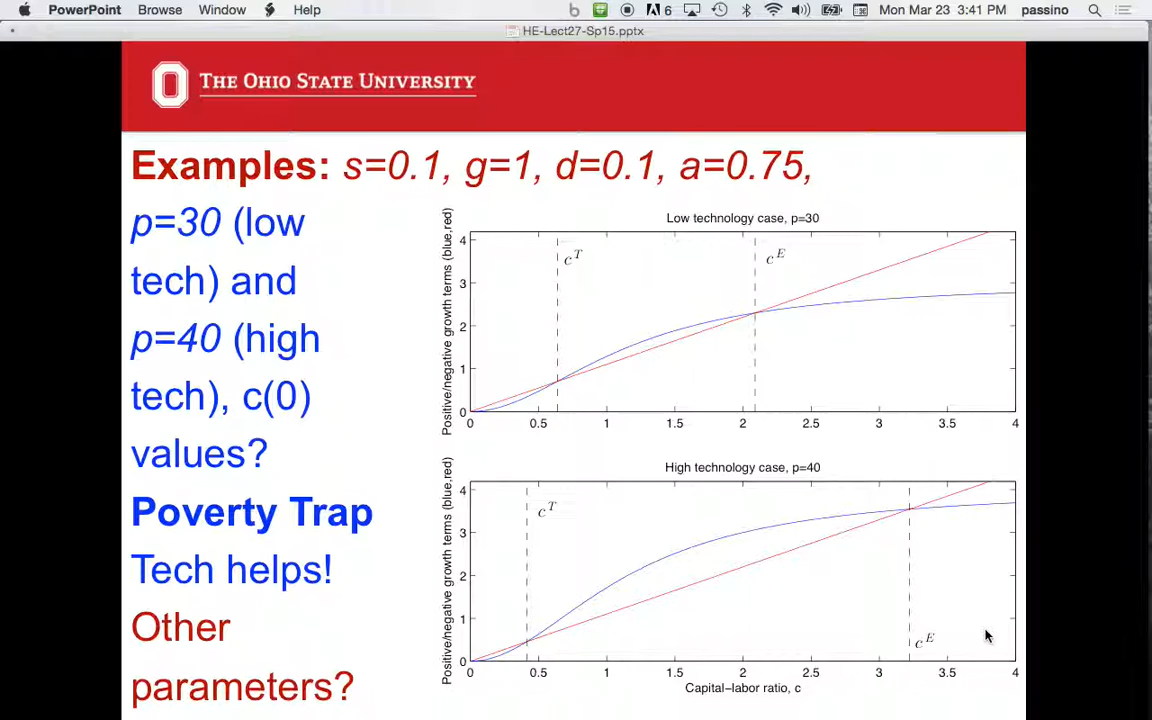 PowerPoint Browse Window Help 6 Mon Mar 23 3:41 PM passino
HE-Lect27-Sp15.pptx
THE OHIO STATE UNIVERSITY
Examples: s=0.1, g=1, d=0.1, a=0.75,
p=30 (low
tech) and
p=40 (high
tech), c(0)
values?
Poverty Trap
Tech helps!
Other
parameters?
Low technology case, p=30
Positive/negative growth terms (blue,red)
4
3
2
1
0
c^T
c^E
0 0.5 1 1.5 2 2.5 3 3.5 4
High technology case, p=40
Positive/negative growth terms (blue,red)
4
3
2
1
0
c^T
c^E
0 0.5 1 1.5 2 2.5 3 3.5 4
Capital–labor ratio, c